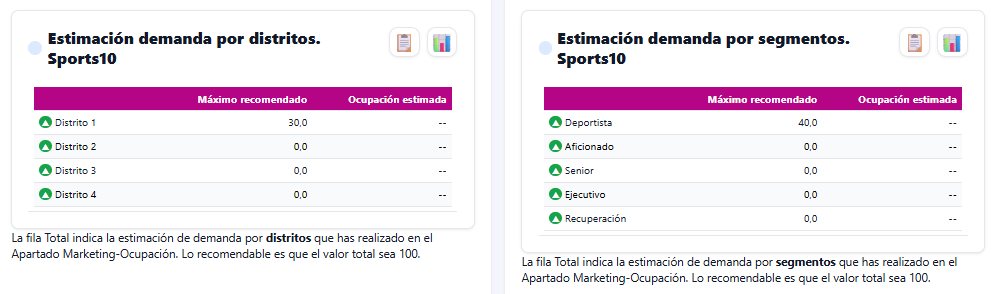 Estimación demanda por distritos.
Sports10
Máximo recomendado Ocupación estimada
Distrito 1 30,0 --
Distrito 2 0,0 --
Distrito 3 0,0 --
Distrito 4 0,0 --
La fila Total indica la estimación de demanda por distritos que has realizado en el
Apartado Marketing-Ocupación. Lo recomendable es que el valor total sea 100.
Estimación demanda por segmentos.
Sports10
Máximo recomendado Ocupación estimada
Deportista 40,0 --
Aficionado 0,0 --
Senior 0,0 --
Ejecutivo 0,0 --
Recuperación 0,0 --
La fila Total indica la estimación de demanda por segmentos que has realizado en el
Apartado Marketing-Ocupación. Lo recomendable es que el valor total sea 100.